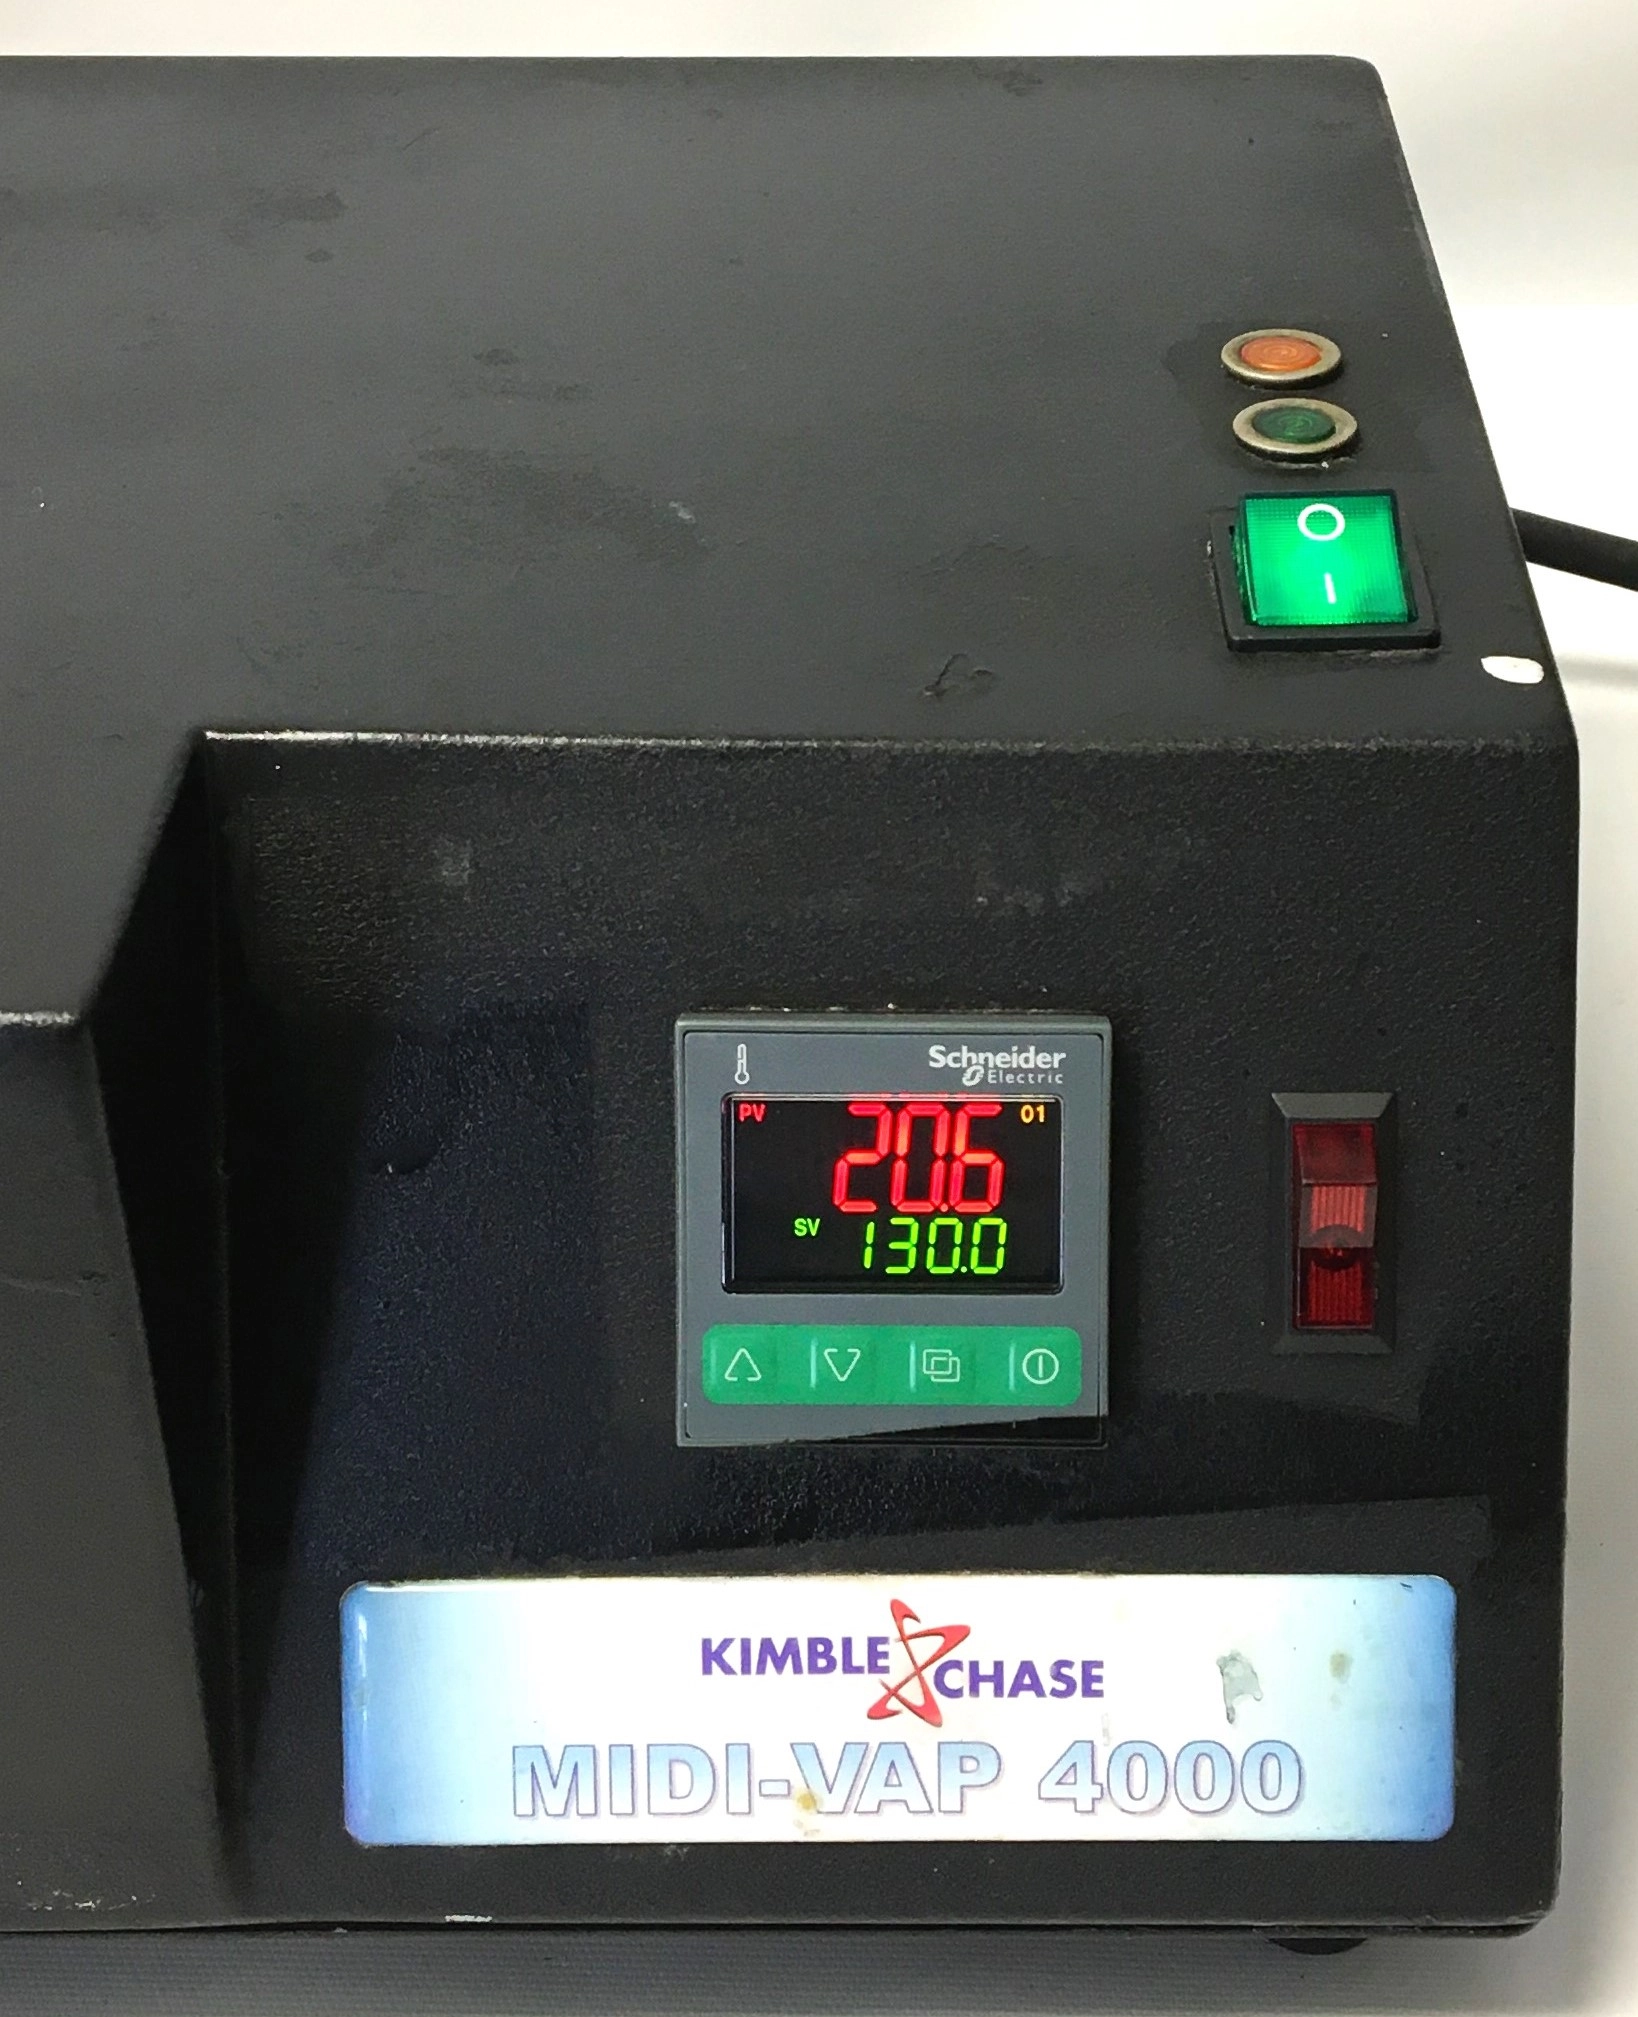 O
I
Schneider
Electric
PV 20.6 01
SV 130.0
KIMBLE CHASE
MIDI-VAP 4000